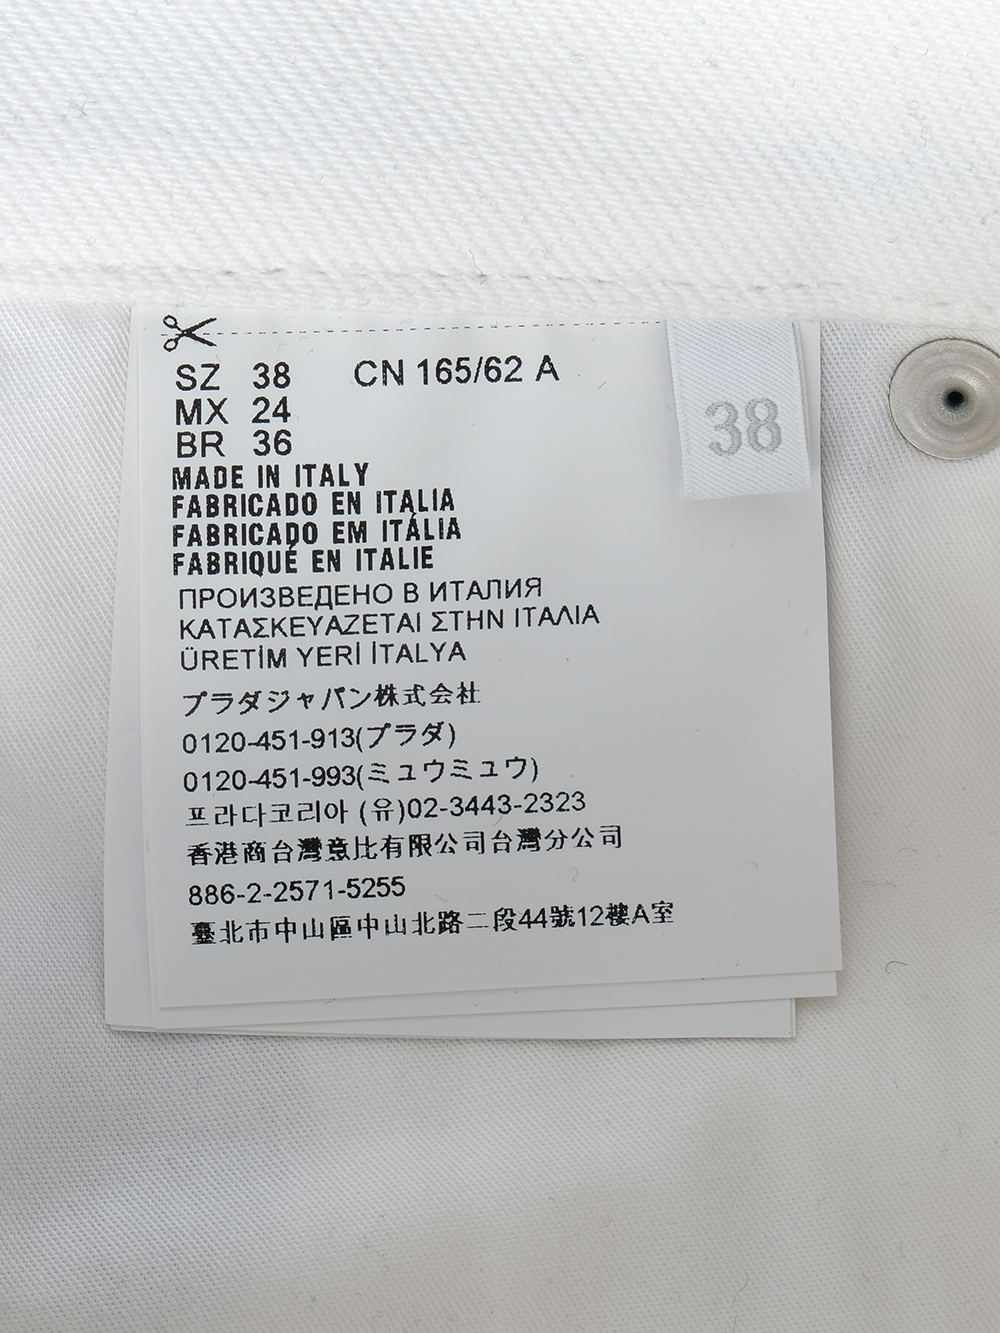 SZ 38 CN 165/62 A
MX 24
BR 36
38
MADE IN ITALY
FABRICADO EN ITALIA
FABRICADO EM ITÁLIA
FABRIQUÉ EN ITALIE
ПРОИЗВЕДЕНО В ИТАЛИЯ
ΚΑΤΑΣΚΕΥΑΖΕΤΑΙ ΣΤΗΝ ΙΤΑΛΙΑ
ÜRETİM YERİ İTALYA
プラダジャパン株式会社
0120-451-913(プラダ)
0120-451-993(ミュウミュウ)
프라다코리아 (유)02-3443-2323
香港商台灣意比有限公司台灣分公司
886-2-2571-5255
臺北市中山區中山北路二段44號12樓A室